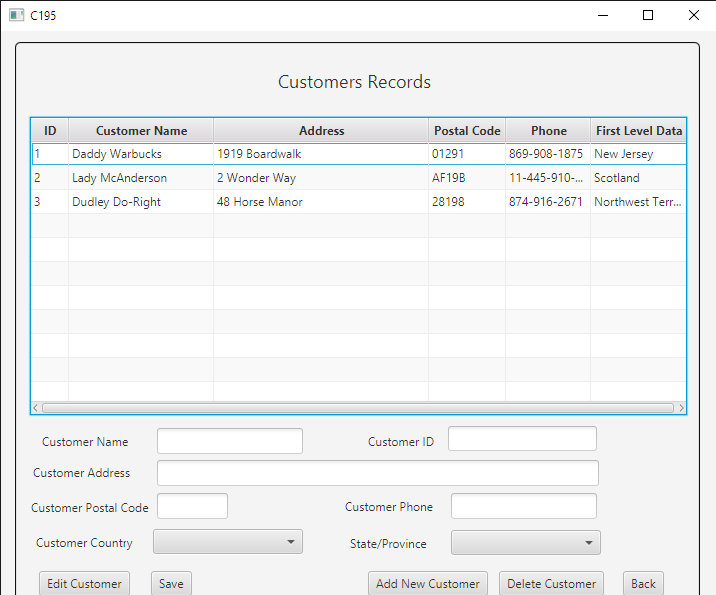 C195
Customers Records
ID Customer Name Address Postal Code Phone First Level Data
1 Daddy Warbucks 1919 Boardwalk 01291 869-908-1875 New Jersey
2 Lady McAnderson 2 Wonder Way AF19B 11-445-910-... Scotland
3 Dudley Do-Right 48 Horse Manor 28198 874-916-2671 Northwest Terr...
Customer Name Customer ID
Customer Address
Customer Postal Code Customer Phone
Customer Country State/Province
Edit Customer Save Add New Customer Delete Customer Back